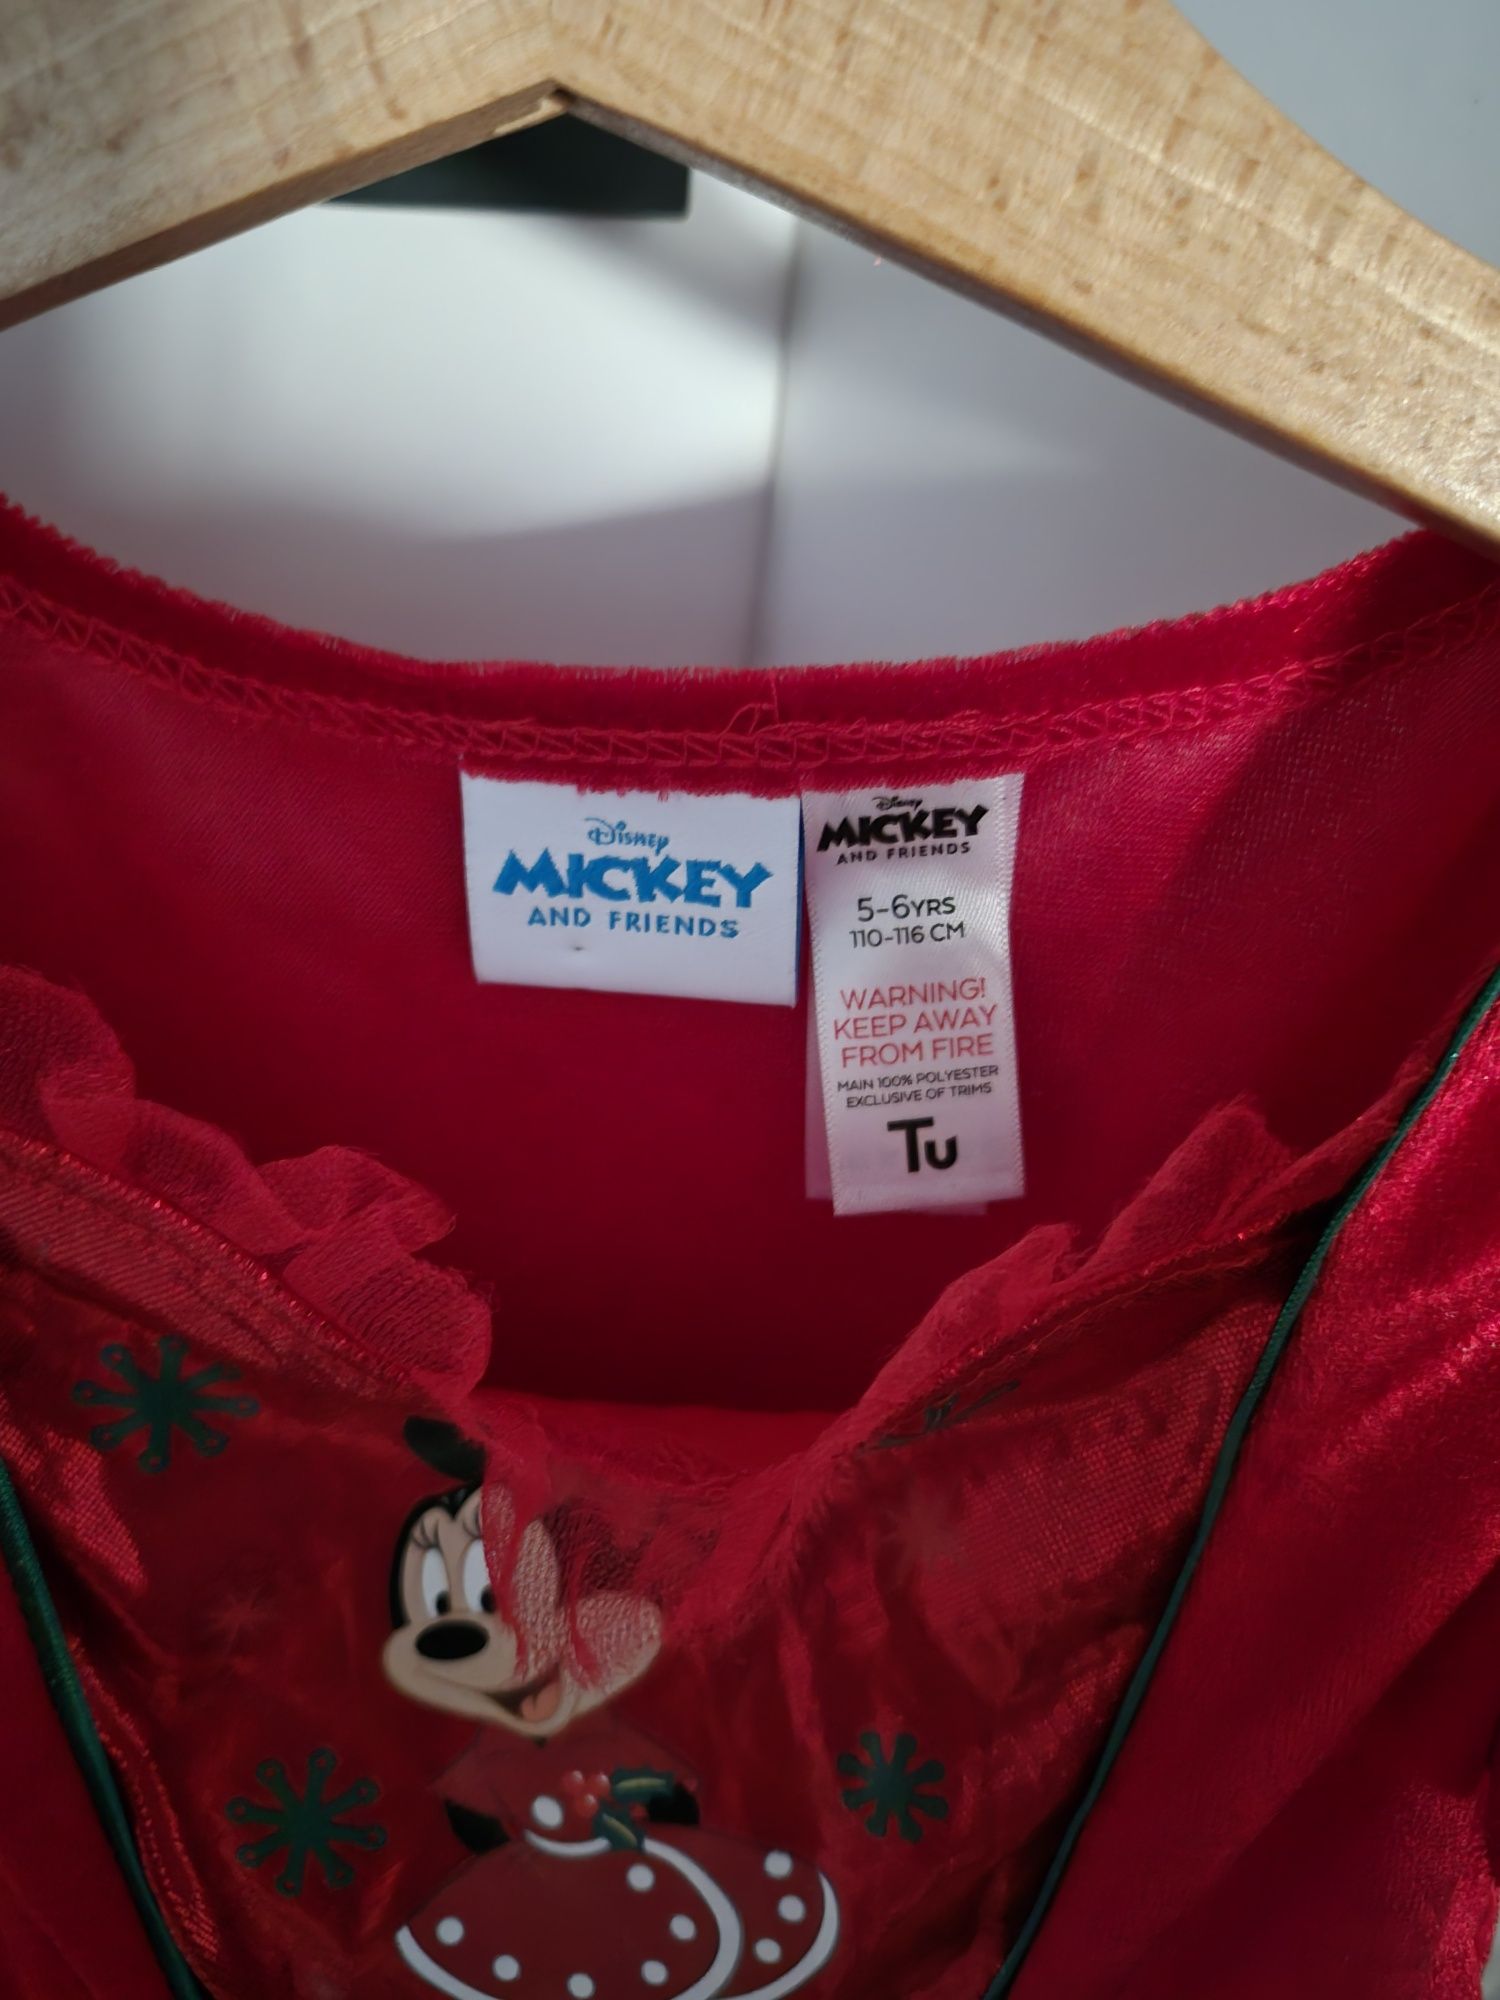 Disney
MICKEY
AND FRIENDS
Disney
MICKEY
AND FRIENDS
5-6YRS
110-116 CM
WARNING!
KEEP AWAY
FROM FIRE
MAIN 100% POLYESTER
EXCLUSIVE OF TRIMS
Tu